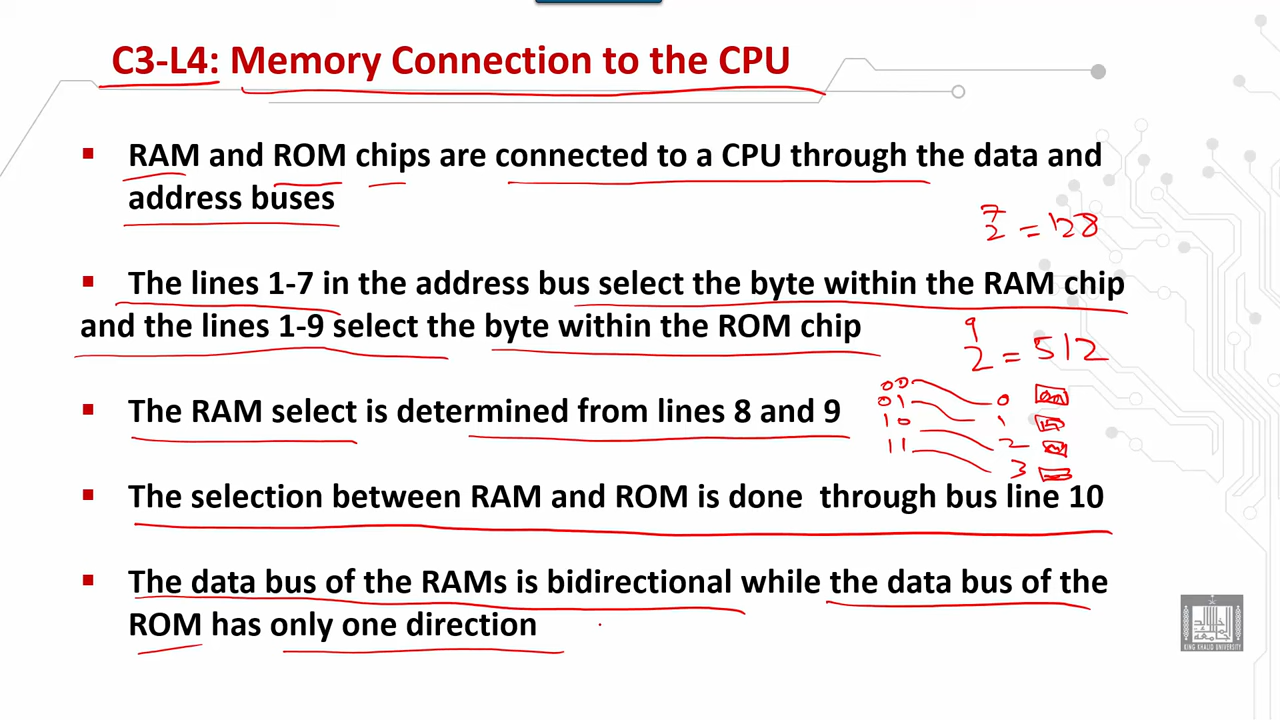 C3-L4: Memory Connection to the CPU
▪ RAM and ROM chips are connected to a CPU through the data and
address buses
2^7 = 128
▪ The lines 1-7 in the address bus select the byte within the RAM chip
and the lines 1-9 select the byte within the ROM chip
2^9 = 512
00 0
01 1
10 2
11 3
▪ The RAM select is determined from lines 8 and 9
▪ The selection between RAM and ROM is done through bus line 10
▪ The data bus of the RAMs is bidirectional while the data bus of the
ROM has only one direction
KING KHALID UNIVERSITY